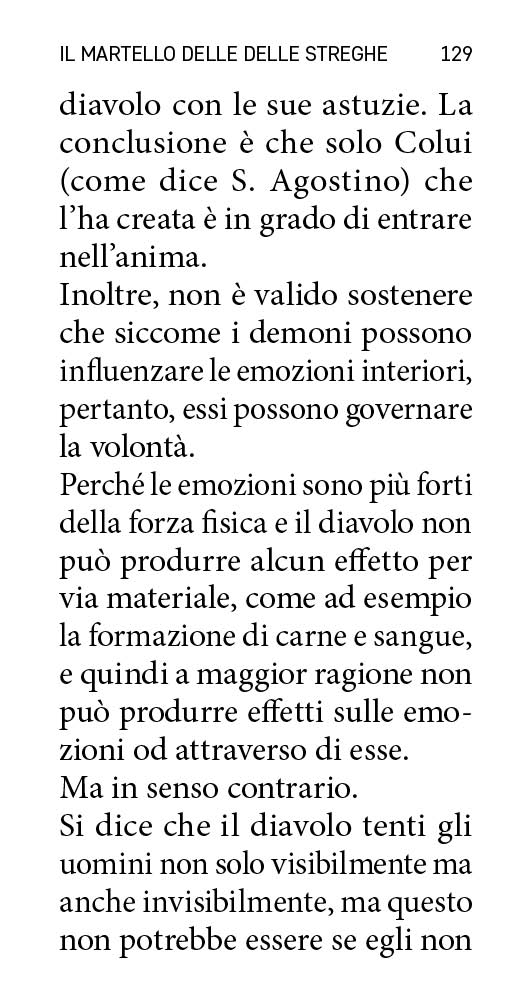 IL MARTELLO DELLE DELLE STREGHE 129
diavolo con le sue astuzie. La
conclusione è che solo Colui
(come dice S. Agostino) che
l’ha creata è in grado di entrare
nell’anima.
Inoltre, non è valido sostenere
che siccome i demoni possono
influenzare le emozioni interiori,
pertanto, essi possono governare
la volontà.
Perché le emozioni sono più forti
della forza fisica e il diavolo non
può produrre alcun effetto per
via materiale, come ad esempio
la formazione di carne e sangue,
e quindi a maggior ragione non
può produrre effetti sulle emo-
zioni od attraverso di esse.
Ma in senso contrario.
Si dice che il diavolo tenti gli
uomini non solo visibilmente ma
anche invisibilmente, ma questo
non potrebbe essere se egli non